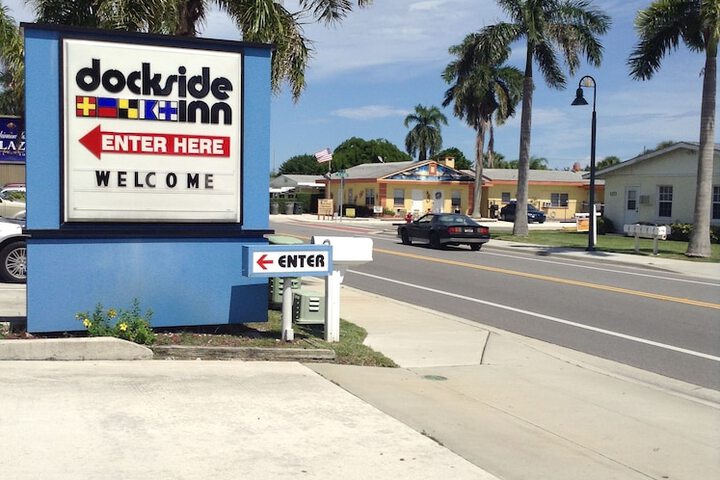 dockside
inn
ENTER HERE
WELCOME
ENTER